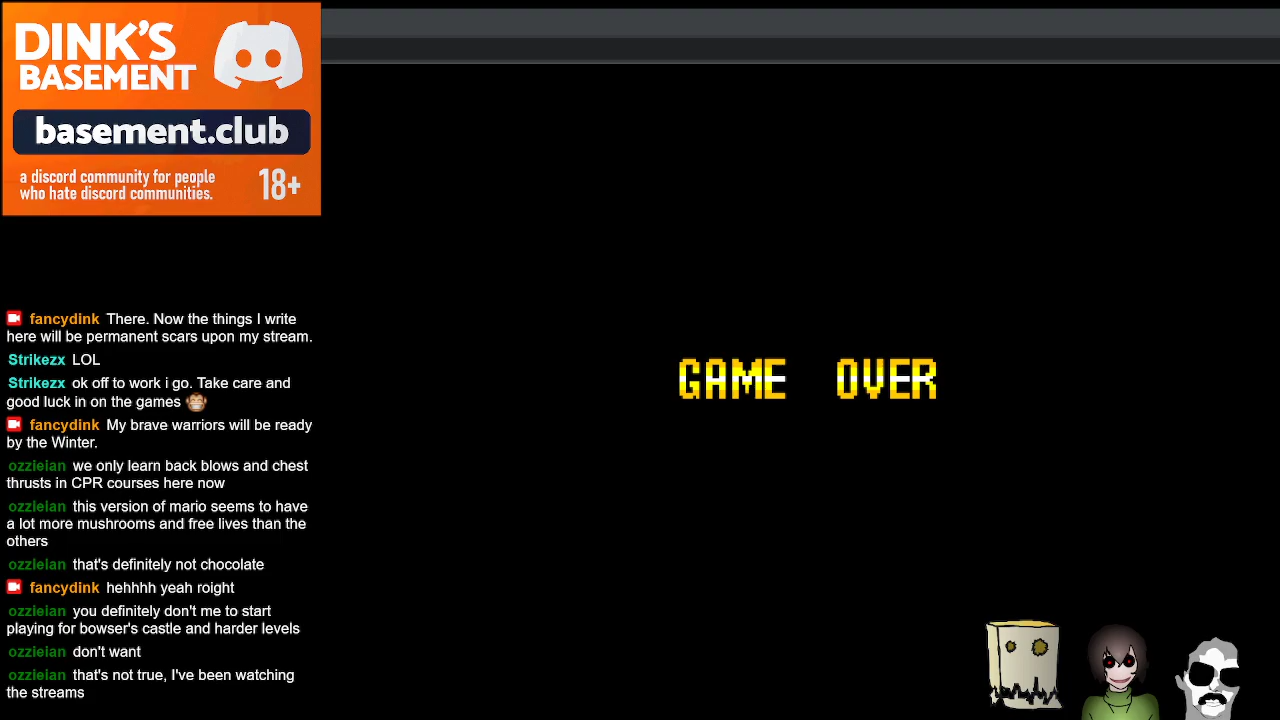 DINK'S
BASEMENT
basement.club
a discord community for people
who hate discord communities.
18+
fancydink There. Now the things I write
here will be permanent scars upon my stream.
Strikezx LOL
Strikezx ok off to work i go. Take care and
good luck in on the games
fancydink My brave warriors will be ready
by the Winter.
ozzieian we only learn back blows and chest
thrusts in CPR courses here now
ozzieian this version of mario seems to have
a lot more mushrooms and free lives than the
others
ozzieian that's definitely not chocolate
fancydink hehhhh yeah roight
ozzieian you definitely don't me to start
playing for bowser's castle and harder levels
ozzieian don't want
ozzieian that's not true, I've been watching
the streams
GAME OVER